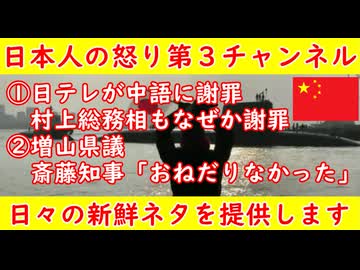 日本人の怒り第３チャンネル
①日テレが中語に謝罪
村上総務相もなぜか謝罪
②増山県議
斎藤知事「おねだりなかった」
日々の新鮮ネタを提供します